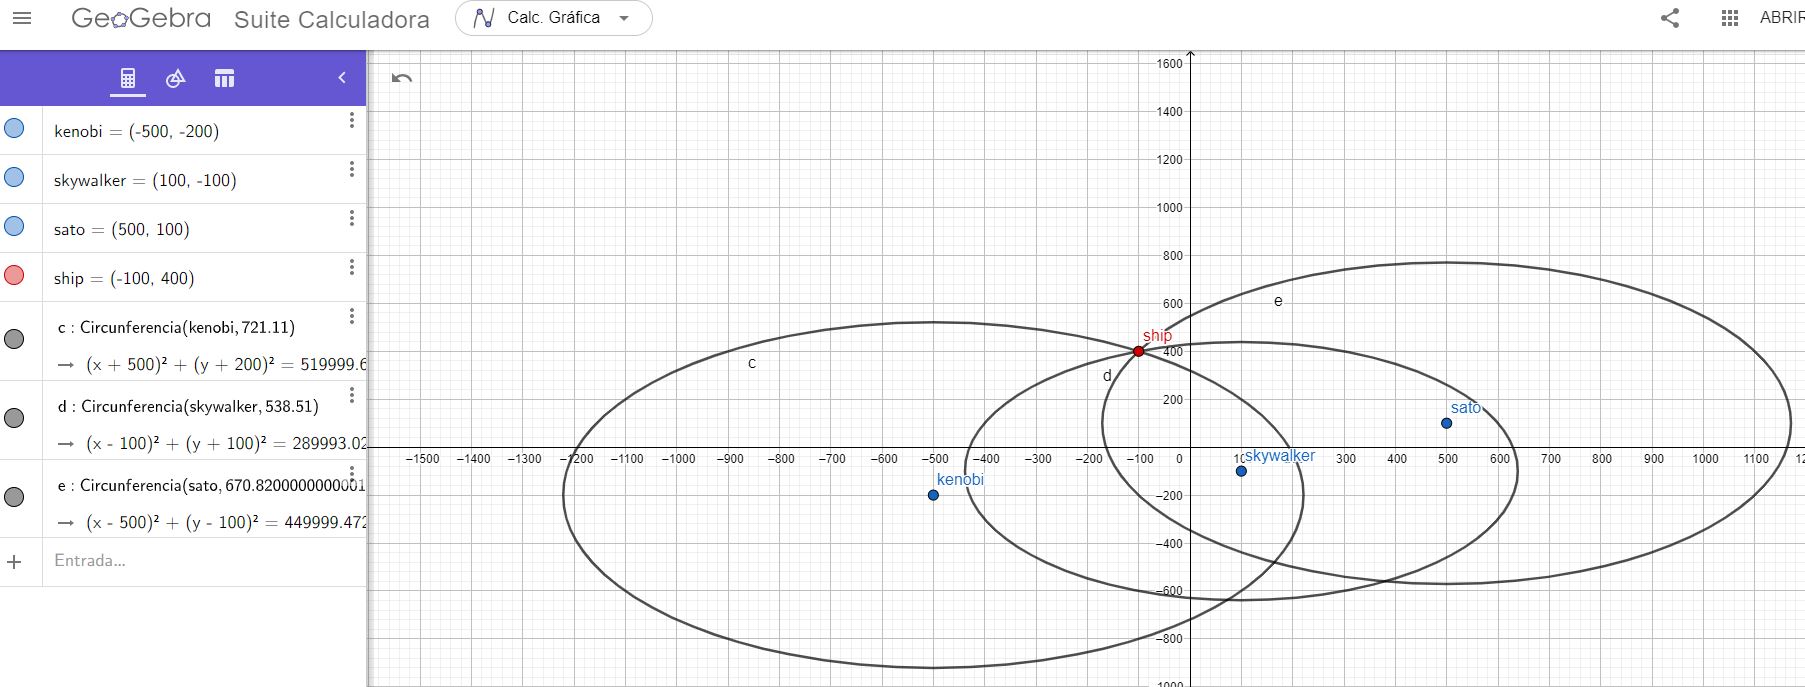 GeoGebra Suite Calculadora Calc. Gráfica ABRIR
kenobi = (-500, -200)
skywalker = (100, -100)
sato = (500, 100)
ship = (-100, 400)
c : Circunferencia(kenobi, 721.11)
→ (x + 500)² + (y + 200)² = 519999.6
d : Circunferencia(skywalker, 538.51)
→ (x - 100)² + (y + 100)² = 289993.02
e : Circunferencia(sato, 670.8200000000001
→ (x - 500)² + (y - 100)² = 449999.472
Entrada...
1600
1400
1200
1000
800
600
e
ship
400
c
d
200
sato
−1500 −1400 −1300 −1200 −1100 −1000 −900 −800 −700 −600 −500 −400 −300 −200 −100 0 100 300 400 500 600 700 800 900 1000 1100 12
skywalker
kenobi
−200
−400
−600
−800